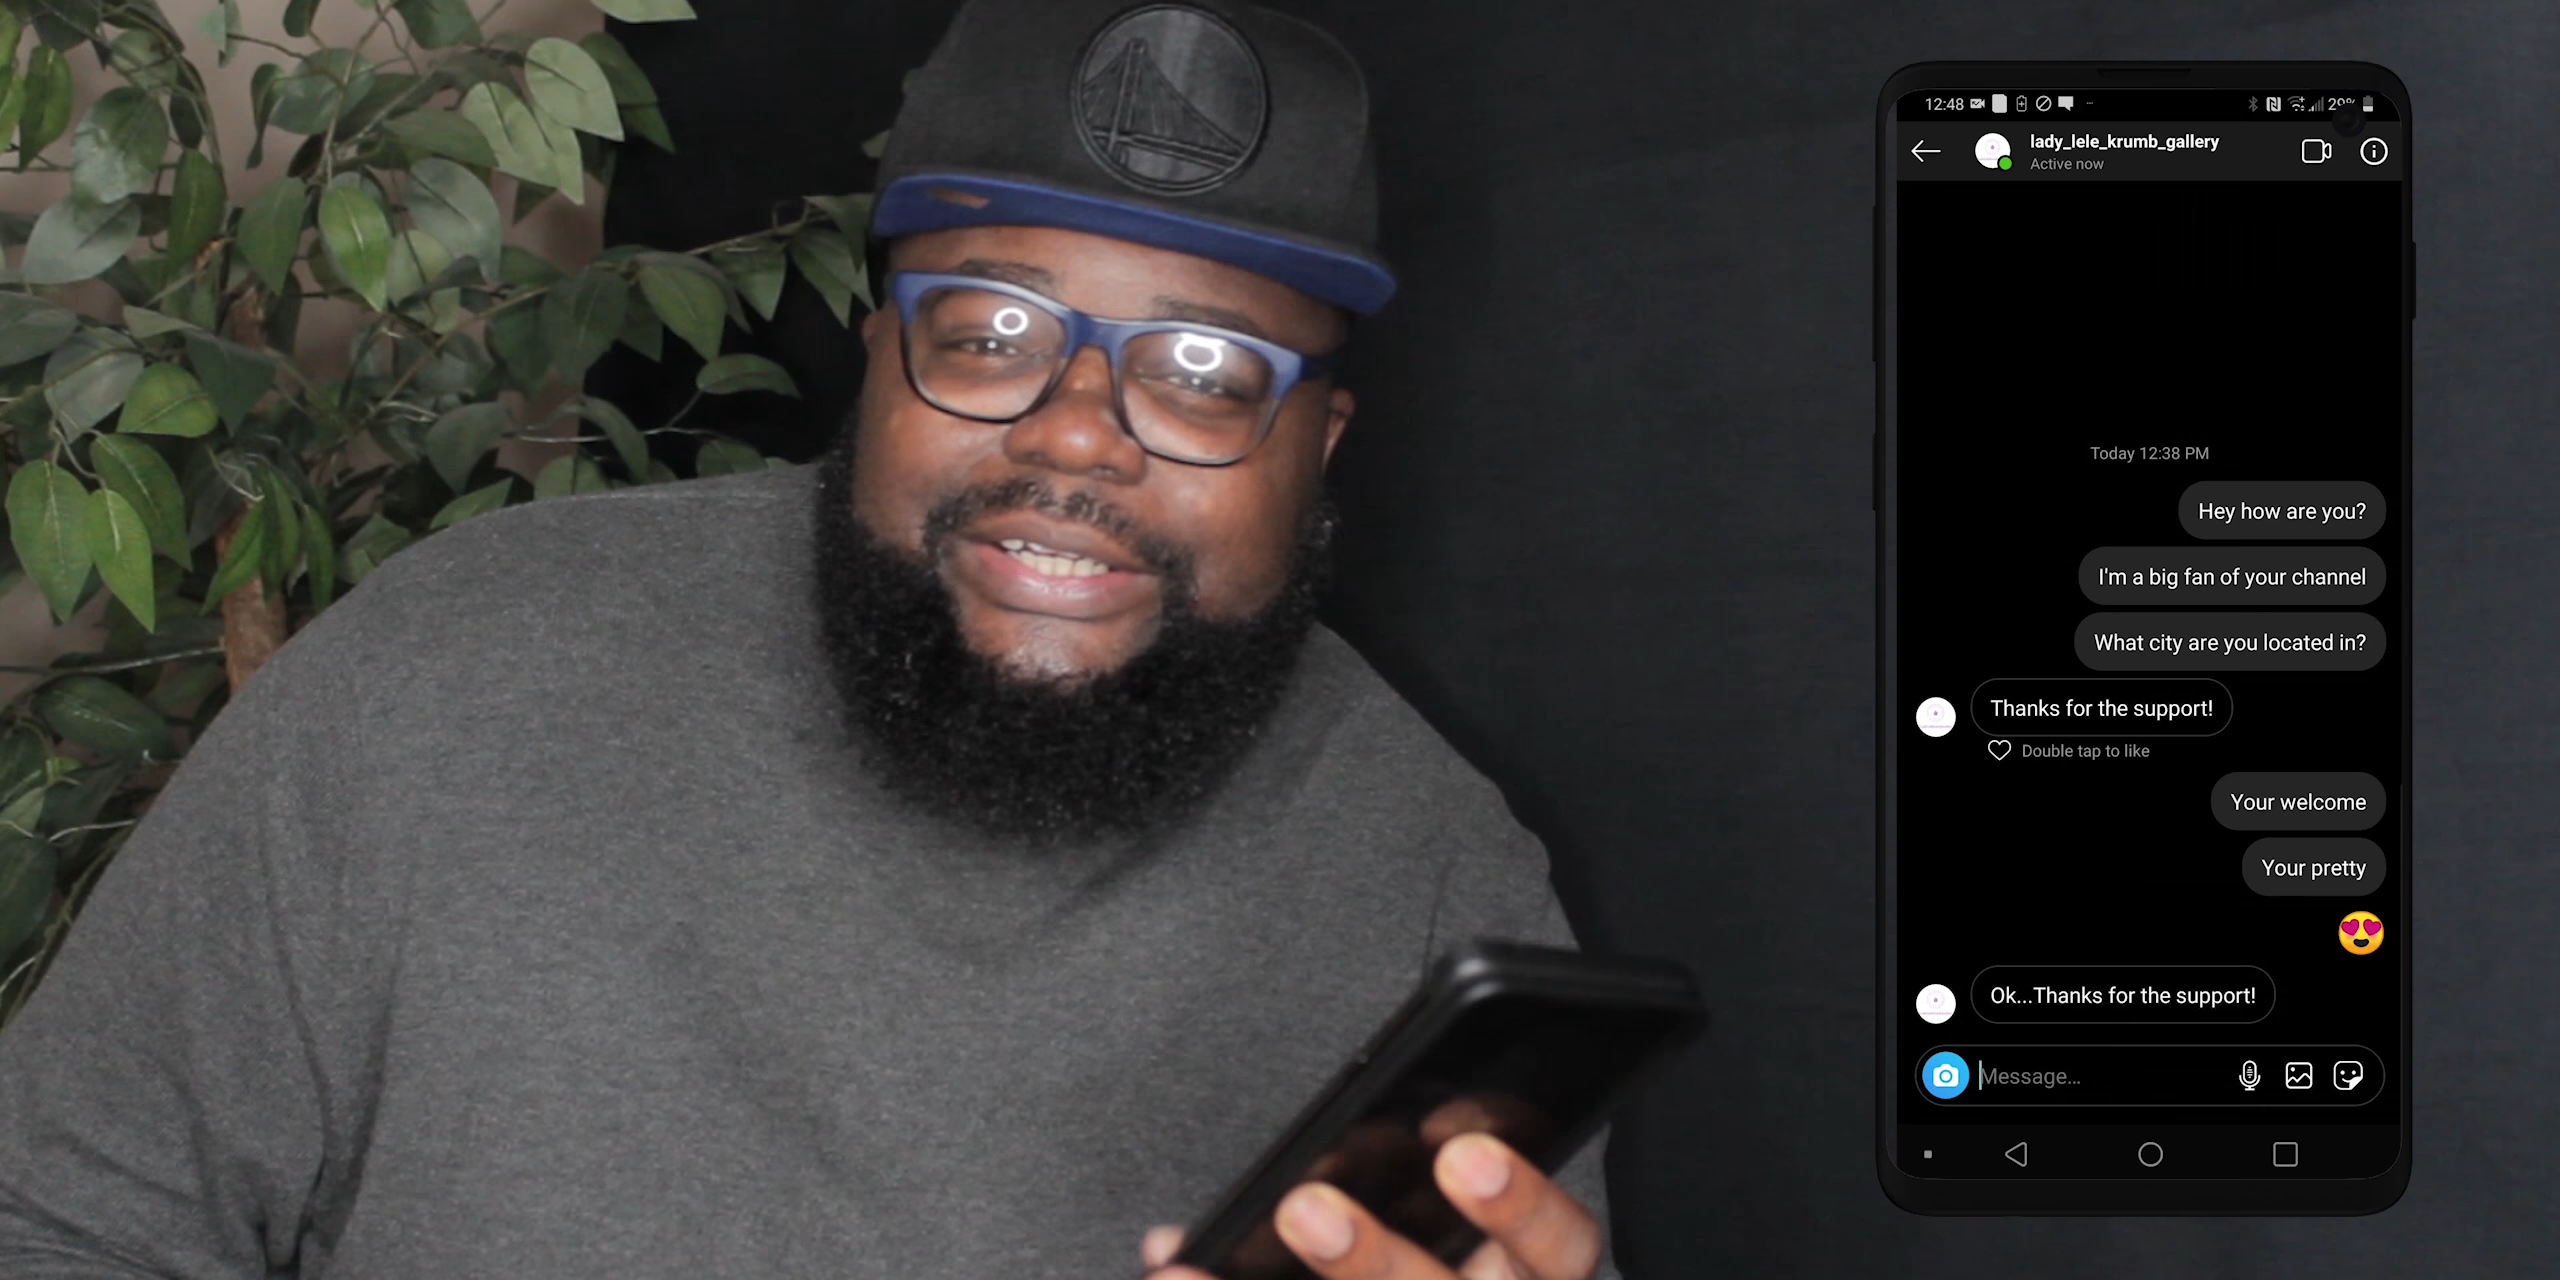 12:48
lady_lele_krumb_gallery
Active now
Today 12:38 PM
Hey how are you?
I'm a big fan of your channel
What city are you located in?
Thanks for the support!
Double tap to like
Your welcome
Your pretty
Ok...Thanks for the support!
Message...